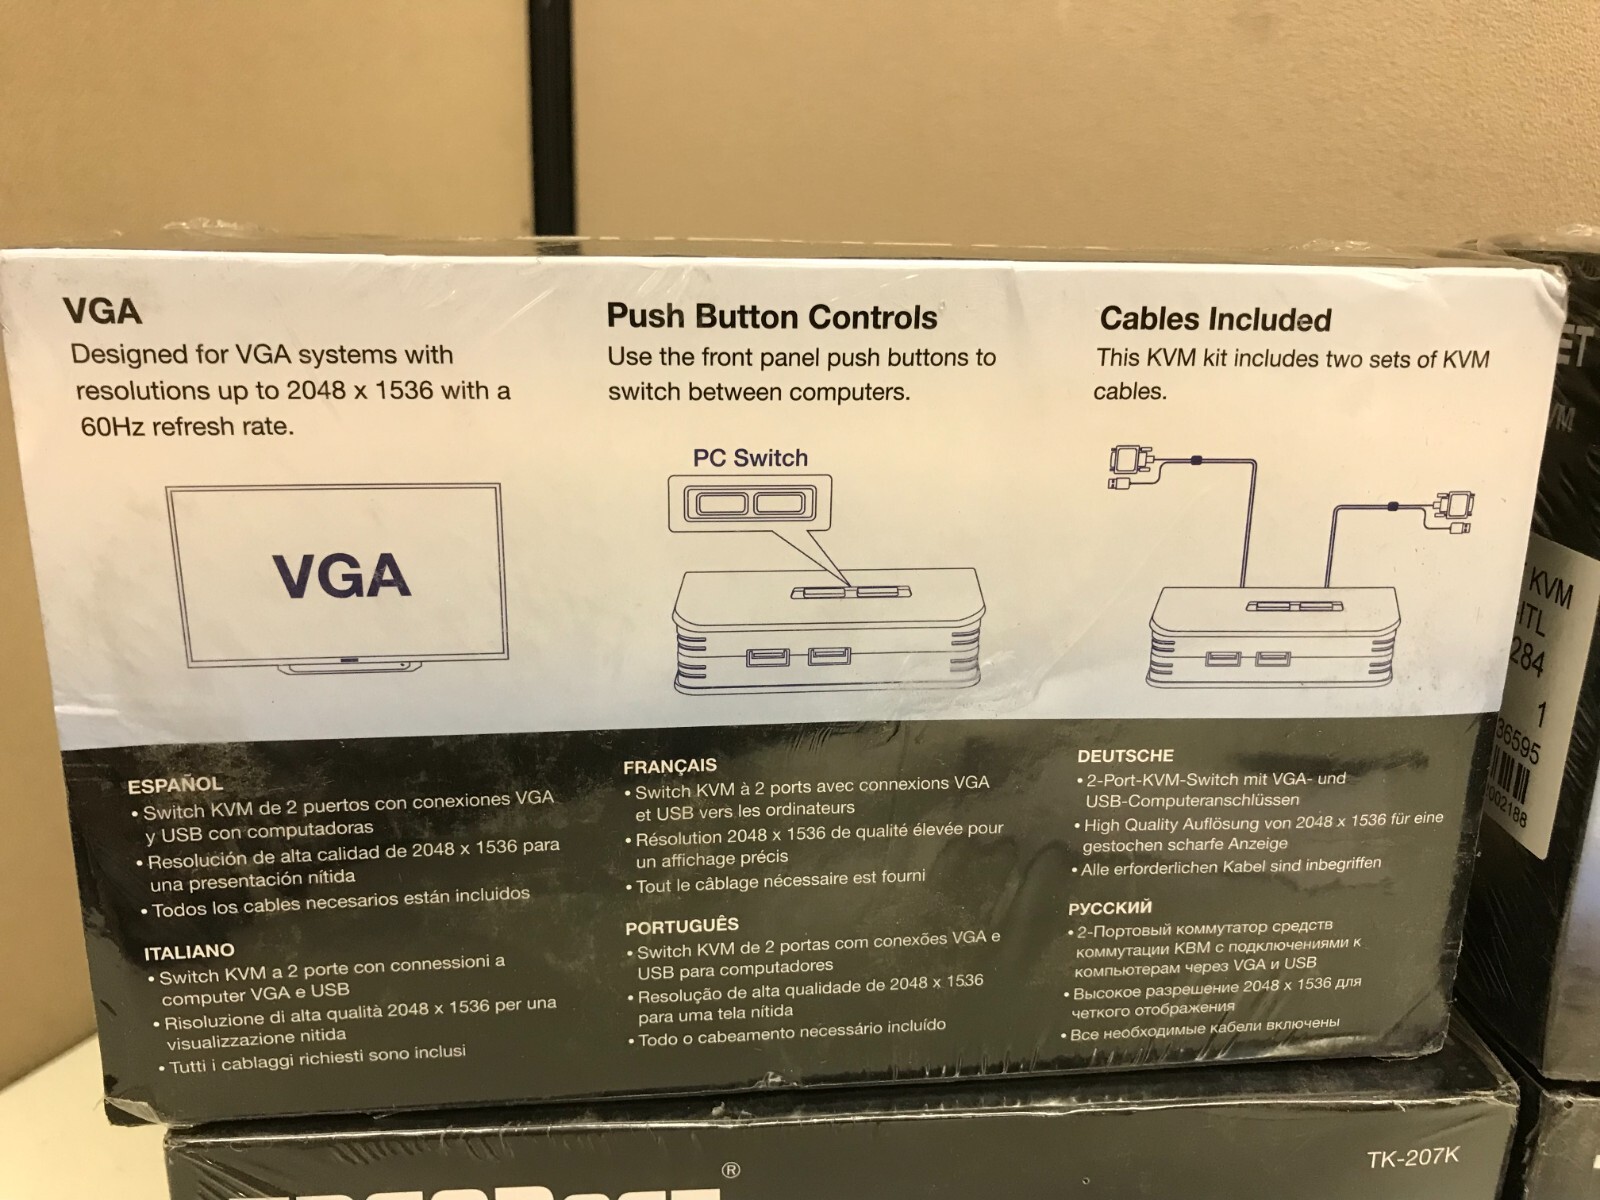 VGA
Designed for VGA systems with
resolutions up to 2048 x 1536 with a
60Hz refresh rate.
VGA
Push Button Controls
Use the front panel push buttons to
switch between computers.
PC Switch
Cables Included
This KVM kit includes two sets of KVM
cables.
ESPAÑOL
• Switch KVM de 2 puertos con conexiones VGA
y USB con computadoras
• Resolución de alta calidad de 2048 x 1536 para
una presentación nítida
• Todos los cables necesarios están incluidos
ITALIANO
• Switch KVM a 2 porte con connessioni a
computer VGA e USB
• Risoluzione di alta qualità 2048 x 1536 per una
visualizzazione nitida
• Tutti i cablaggi richiesti sono inclusi
FRANÇAIS
• Switch KVM à 2 ports avec connexions VGA
et USB vers les ordinateurs
• Résolution 2048 x 1536 de qualité élevée pour
un affichage précis
• Tout le câblage nécessaire est fourni
PORTUGUÊS
• Switch KVM de 2 portas com conexões VGA e
USB para computadores
• Resolução de alta qualidade de 2048 x 1536
para uma tela nítida
• Todo o cabeamento necessário incluído
DEUTSCHE
• 2-Port-KVM-Switch mit VGA- und
USB-Computeranschlüssen
• High Quality Auflösung von 2048 x 1536 für eine
gestochen scharfe Anzeige
• Alle erforderlichen Kabel sind inbegriffen
РУССКИЙ
• 2-Портовый коммутатор средств
коммутации КВМ с подключениями к
компьютерам через VGA и USB
• Высокое разрешение 2048 x 1536 для
четкого отображения
• Все необходимые кабели включены
KVM
-ITL
284
1
36595
002188
®
TK-207K